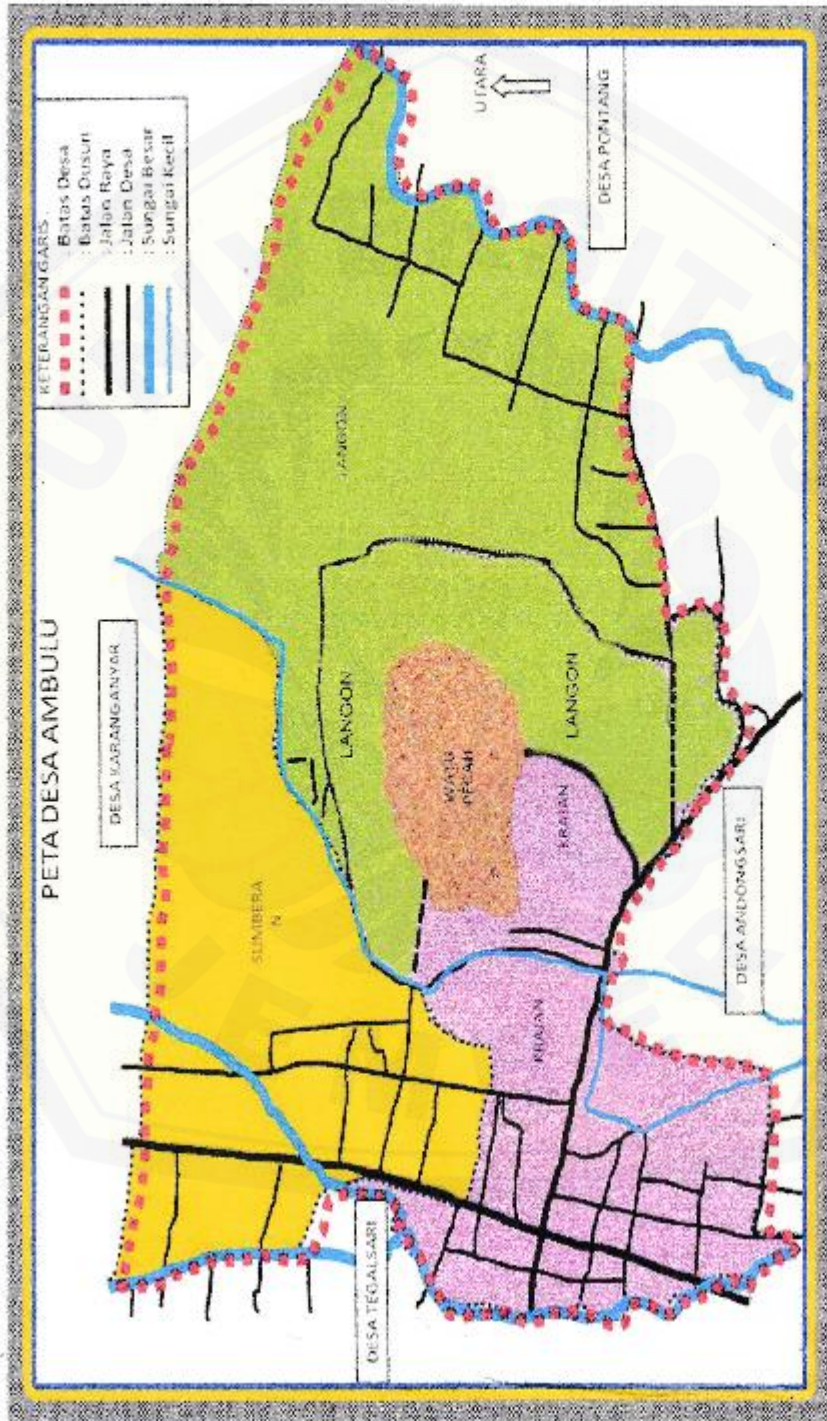 PETA DESA AMBULU
DESA KARANGANYAR
KETERANGAN GARIS
: Batas Desa
: Batas Dusun
: Jalan Raya
: Jalan Desa
: Sungai Besar
: Sungai Kecil
UTARA
DESA PONTANG
SUMBERA
N
LANGON
LANGON
LANGON
WATU
PECAH
KRAJAN
KRAJAN
DESA TEGALSARI
DESA ANDONGSARI